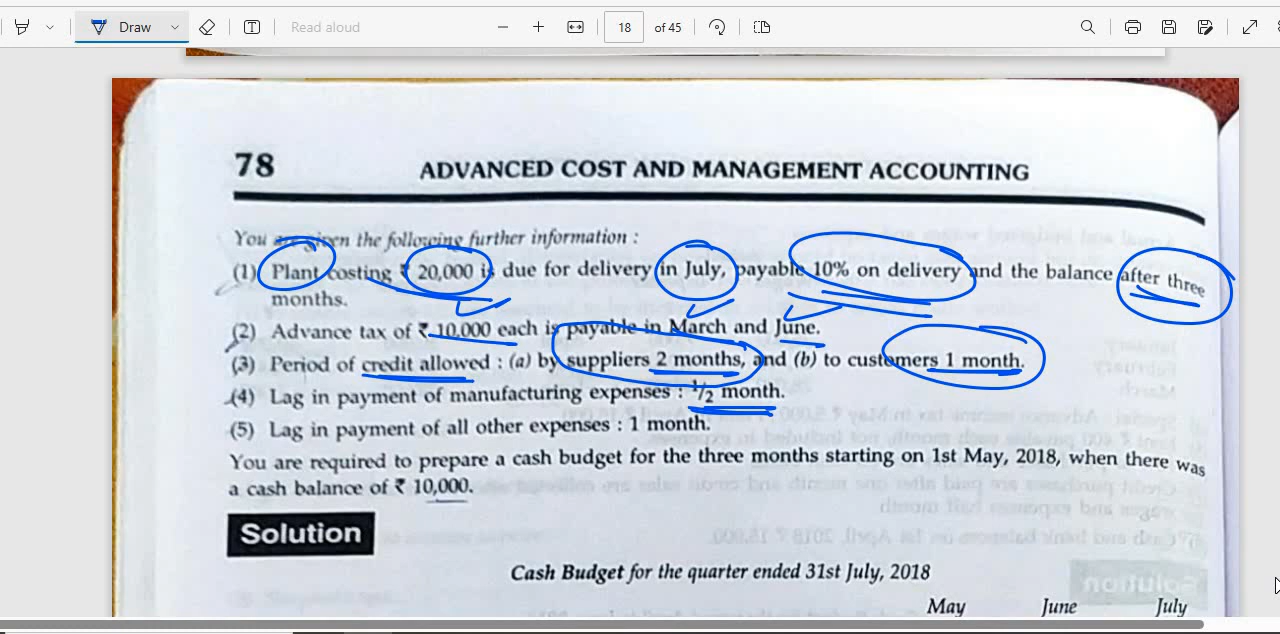 Draw
Read aloud
18 of 45
78 ADVANCED COST AND MANAGEMENT ACCOUNTING
You are given the following further information :
(1) Plant costing ₹ 20,000 is due for delivery in July, payable 10% on delivery and the balance after three
months.
(2) Advance tax of ₹ 10,000 each is payable in March and June.
(3) Period of credit allowed : (a) by suppliers 2 months, and (b) to customers 1 month.
(4) Lag in payment of manufacturing expenses : ½ month.
(5) Lag in payment of all other expenses : 1 month.
You are required to prepare a cash budget for the three months starting on 1st May, 2018, when there was
a cash balance of ₹ 10,000.
Solution
Cash Budget for the quarter ended 31st July, 2018
May June July